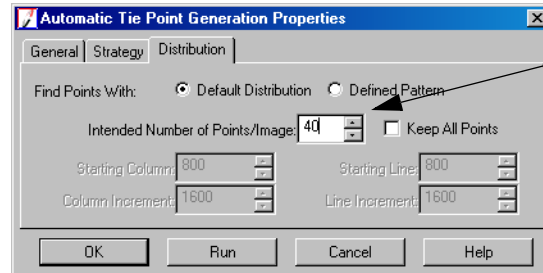 Automatic Tie Point Generation Properties
General Strategy Distribution
Find Points With: Default Distribution Defined Pattern
Intended Number of Points/Image: 40 Keep All Points
Starting Column: 800 Starting Line: 800
Column Increment: 1600 Line Increment: 1600
OK Run Cancel Help